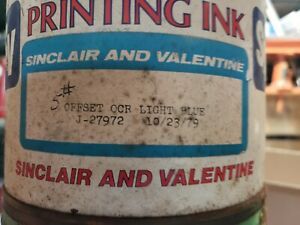 PRINTING INK
SINCLAIR AND VALENTINE
5#
OFFSET OCR LIGHT BLUE
J-27972 10/23/79
SINCLAIR AND VALENTINE